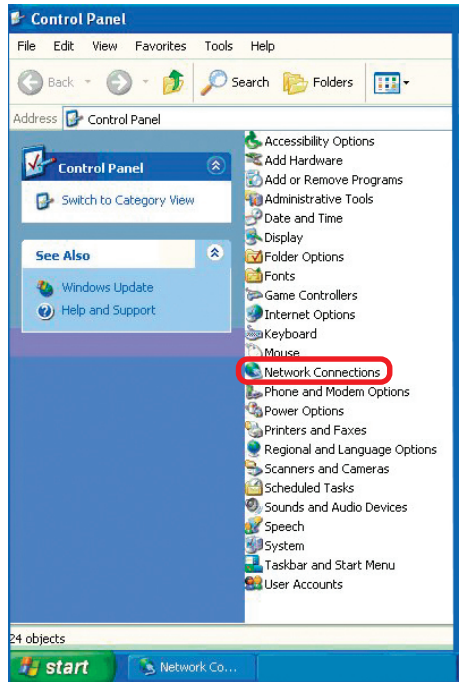 Control Panel
File Edit View Favorites Tools Help
Back Search Folders
Address Control Panel
Control Panel
Switch to Category View
See Also
Windows Update
Help and Support
Accessibility Options
Add Hardware
Add or Remove Programs
Administrative Tools
Date and Time
Display
Folder Options
Fonts
Game Controllers
Internet Options
Keyboard
Mouse
Network Connections
Phone and Modem Options
Power Options
Printers and Faxes
Regional and Language Options
Scanners and Cameras
Scheduled Tasks
Sounds and Audio Devices
Speech
System
Taskbar and Start Menu
User Accounts
24 objects
start Network Co...